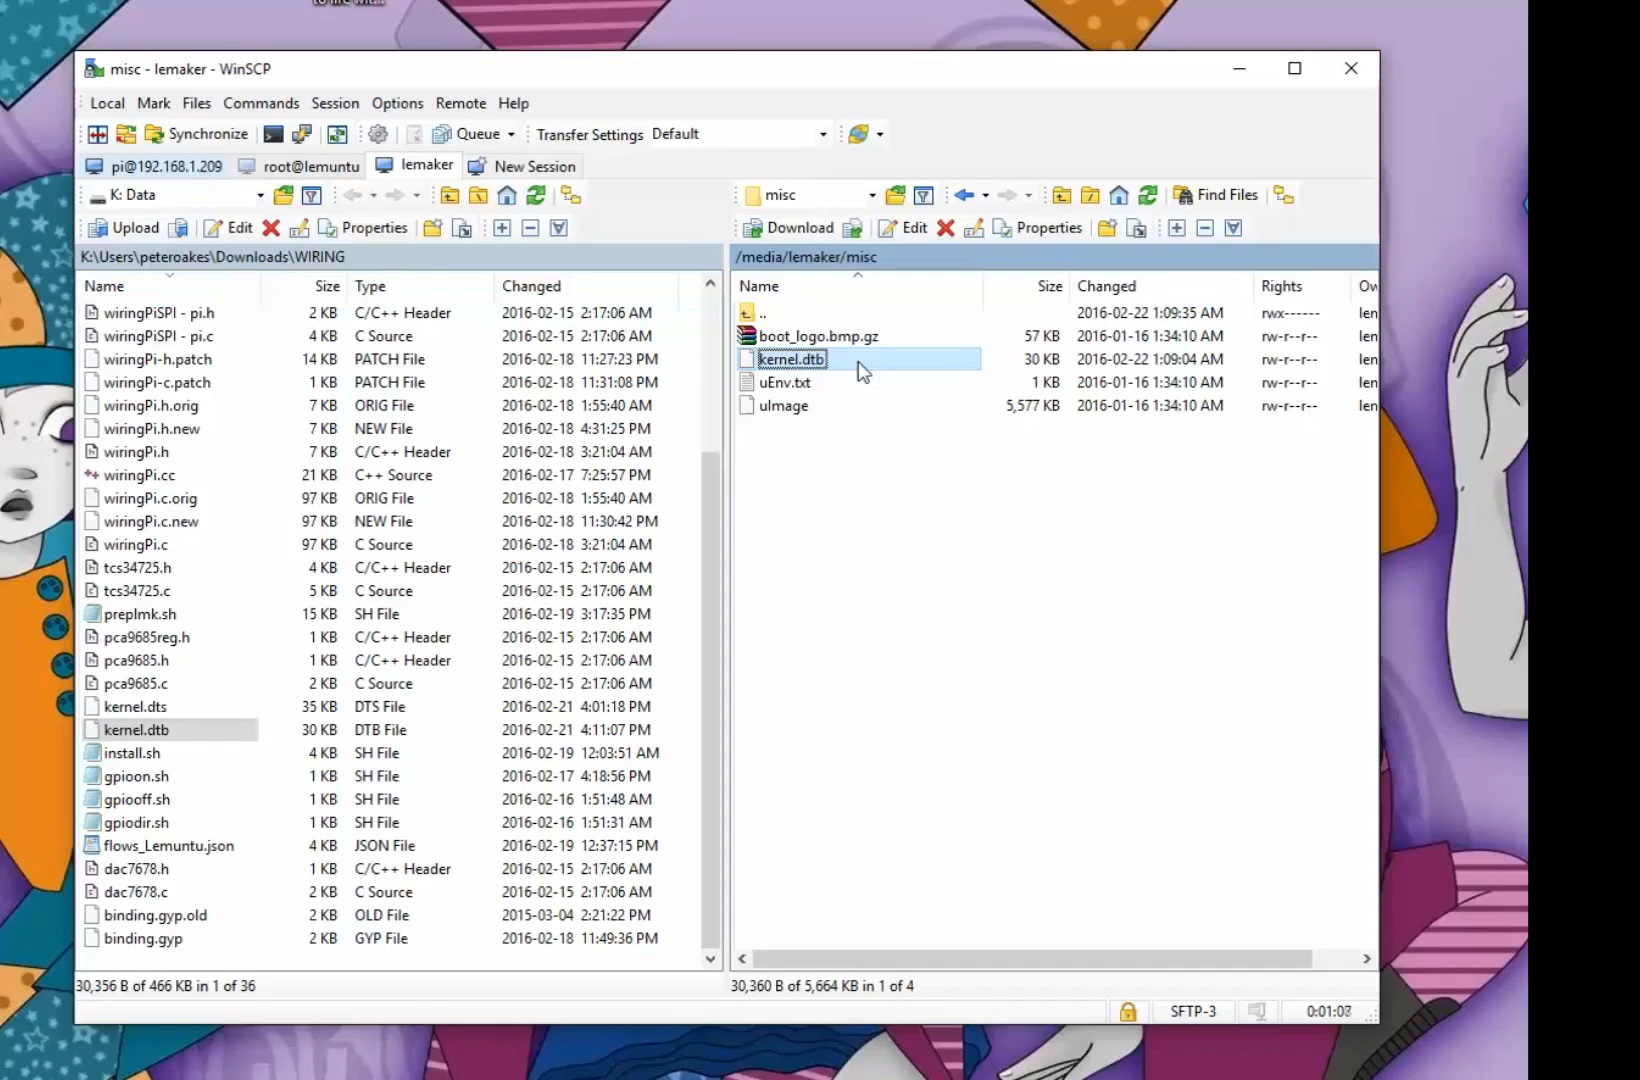 to life with...
misc - lemaker - WinSCP
Local Mark Files Commands Session Options Remote Help
Synchronize Queue Transfer Settings Default
pi@192.168.1.209 root@lemuntu lemaker New Session
K: Data misc Find Files
Upload Edit Properties Download Edit Properties
K:\Users\peteroakes\Downloads\WIRING /media/lemaker/misc
Name Size Type Changed
wiringPiSPI - pi.h 2 KB C/C++ Header 2016-02-15 2:17:06 AM
wiringPiSPI - pi.c 4 KB C Source 2016-02-15 2:17:06 AM
wiringPi-h.patch 14 KB PATCH File 2016-02-18 11:27:23 PM
wiringPi-c.patch 1 KB PATCH File 2016-02-18 11:31:08 PM
wiringPi.h.orig 7 KB ORIG File 2016-02-18 1:55:40 AM
wiringPi.h.new 7 KB NEW File 2016-02-18 4:31:25 PM
wiringPi.h 7 KB C/C++ Header 2016-02-18 3:21:04 AM
wiringPi.cc 21 KB C++ Source 2016-02-17 7:25:57 PM
wiringPi.c.orig 97 KB ORIG File 2016-02-18 1:55:40 AM
wiringPi.c.new 97 KB NEW File 2016-02-18 11:30:42 PM
wiringPi.c 97 KB C Source 2016-02-18 3:21:04 AM
tcs34725.h 4 KB C/C++ Header 2016-02-15 2:17:06 AM
tcs34725.c 5 KB C Source 2016-02-15 2:17:06 AM
preplmk.sh 15 KB SH File 2016-02-19 3:17:35 PM
pca9685reg.h 1 KB C/C++ Header 2016-02-15 2:17:06 AM
pca9685.h 1 KB C/C++ Header 2016-02-15 2:17:06 AM
pca9685.c 2 KB C Source 2016-02-15 2:17:06 AM
kernel.dts 35 KB DTS File 2016-02-21 4:01:18 PM
kernel.dtb 30 KB DTB File 2016-02-21 4:11:07 PM
install.sh 4 KB SH File 2016-02-19 12:03:51 AM
gpioon.sh 1 KB SH File 2016-02-17 4:18:56 PM
gpiooff.sh 1 KB SH File 2016-02-16 1:51:48 AM
gpiodir.sh 1 KB SH File 2016-02-16 1:51:31 AM
flows_Lemuntu.json 4 KB JSON File 2016-02-19 12:37:15 PM
dac7678.h 1 KB C/C++ Header 2016-02-15 2:17:06 AM
dac7678.c 2 KB C Source 2016-02-15 2:17:06 AM
binding.gyp.old 2 KB OLD File 2015-03-04 2:21:22 PM
binding.gyp 2 KB GYP File 2016-02-18 11:49:36 PM
30,356 B of 466 KB in 1 of 36
Name Size Changed Rights Ow
.. 2016-02-22 1:09:35 AM rwx------ len
boot_logo.bmp.gz 57 KB 2016-01-16 1:34:10 AM rw-r--r-- len
kernel.dtb 30 KB 2016-02-22 1:09:04 AM rw-r--r-- len
uEnv.txt 1 KB 2016-01-16 1:34:10 AM rw-r--r-- len
uImage 5,577 KB 2016-01-16 1:34:10 AM rw-r--r-- len
30,360 B of 5,664 KB in 1 of 4
SFTP-3